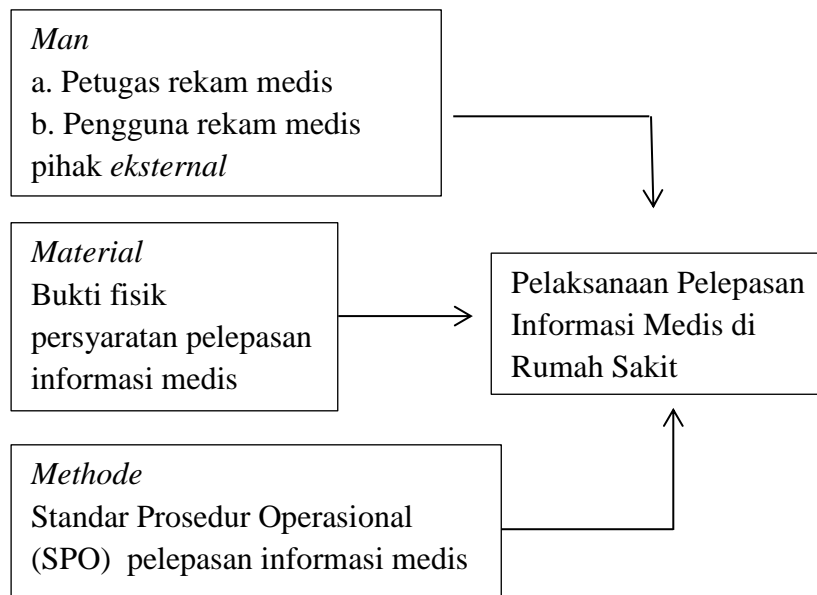 Man
a. Petugas rekam medis
b. Pengguna rekam medis
pihak eksternal
Material
Bukti fisik
persyaratan pelepasan
informasi medis
Pelaksanaan Pelepasan
Informasi Medis di
Rumah Sakit
Methode
Standar Prosedur Operasional
(SPO) pelepasan informasi medis